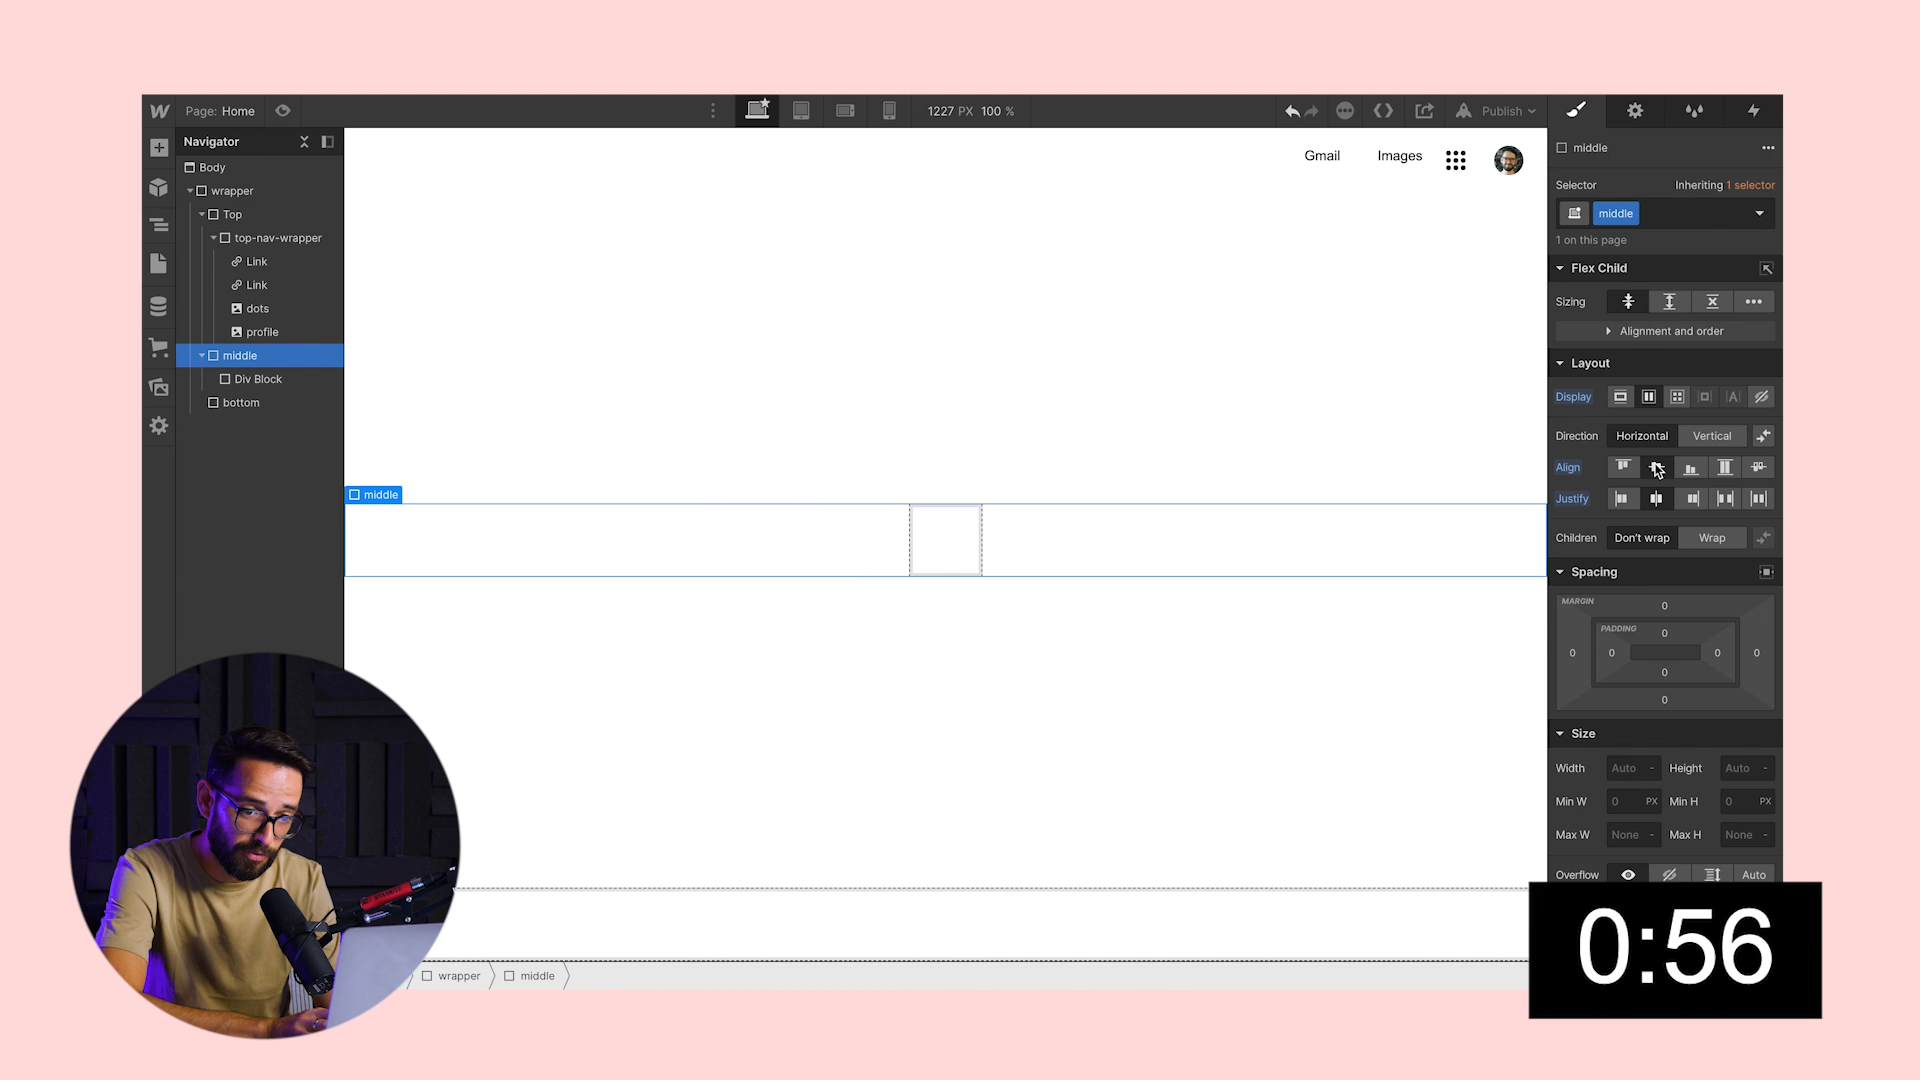 Page: Home
1227 PX 100 %
Publish
Navigator
Body
wrapper
Top
top-nav-wrapper
Link
Link
dots
profile
middle
Div Block
bottom
Gmail Images
middle
wrapper middle
middle
Selector Inheriting 1 selector
middle
1 on this page
Flex Child
Sizing
Alignment and order
Layout
Display
Direction Horizontal Vertical
Align
Justify
Children Don't wrap Wrap
Spacing
MARGIN
0
PADDING
0
0 0 0 0
0
0
Size
Width Auto - Height Auto -
Min W 0 PX Min H 0 PX
Max W None - Max H None -
Overflow Auto
0:56